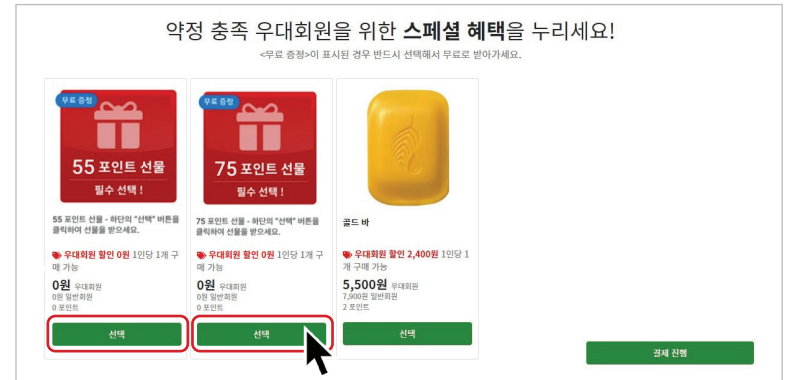 약정 충족 우대회원을 위한 스페셜 혜택을 누리세요!
<무료 증정>이 표시된 경우 반드시 선택해서 무료로 받아가세요.
무료 증정
55 포인트 선물
필수 선택 !
55 포인트 선물 - 하단의 "선택" 버튼을
클릭하여 선물을 받으세요.
우대회원 할인 0원 1인당 1개 구
매 가능
0원 우대회원
0원 일반회원
0 포인트
선택
무료 증정
75 포인트 선물
필수 선택 !
75 포인트 선물 - 하단의 "선택" 버튼을
클릭하여 선물을 받으세요.
우대회원 할인 0원 1인당 1개 구
매 가능
0원 우대회원
0원 일반회원
0 포인트
선택
골드 바
우대회원 할인 2,400원 1인당 1
개 구매 가능
5,500원 우대회원
7,900원 일반회원
2 포인트
선택
결제 진행